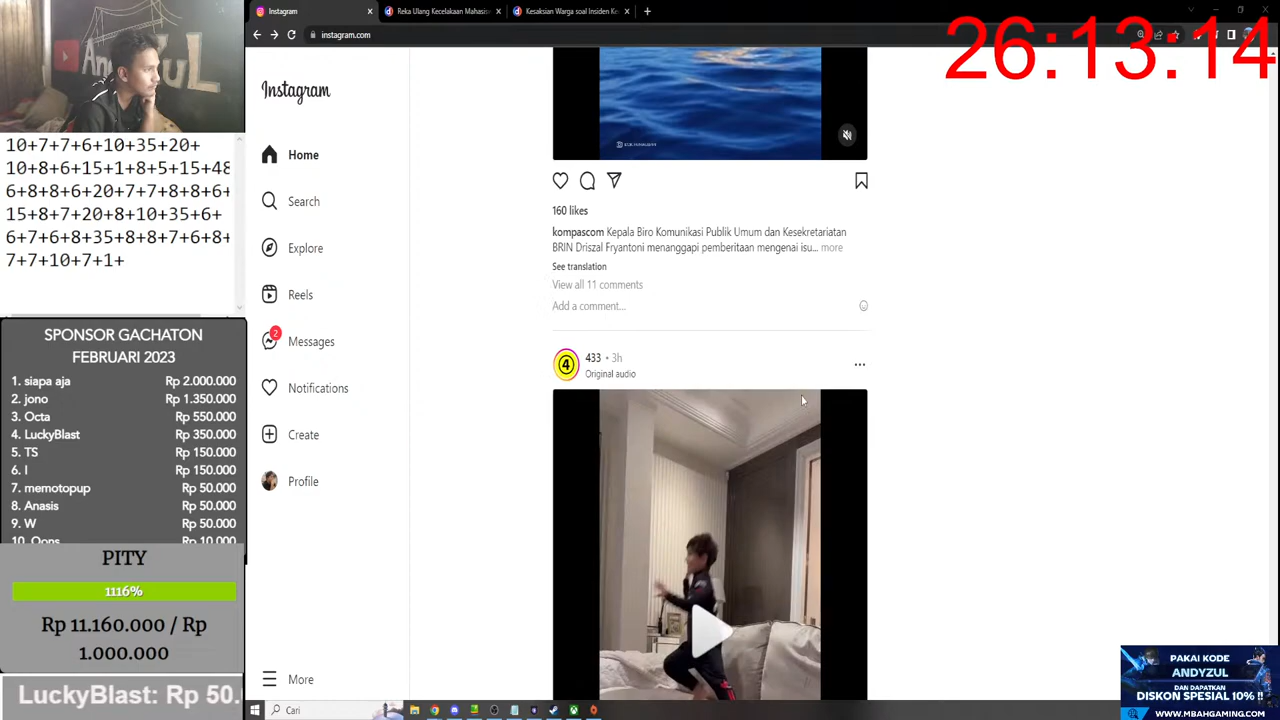 Instagram
Reka Ulang Kecelakaan Mahasis
Kesaksian Warga soal Insiden Ke
instagram.com
26:13:14
10+7+7+6+10+35+20+
10+8+6+15+1+8+5+15+48
6+8+8+6+20+7+7+8+8+6+
15+8+7+20+8+10+35+6+
6+7+6+8+35+8+8+7+6+8+
7+7+10+7+1+
SPONSOR GACHATON
FEBRUARI 2023
1. siapa aja Rp 2.000.000
2. jono Rp 1.350.000
3. Octa Rp 550.000
4. LuckyBlast Rp 350.000
5. TS Rp 150.000
6. I Rp 150.000
7. memotopup Rp 50.000
8. Anasis Rp 50.000
9. W Rp 50.000
10. Oons Rp 10.000
PITY
1116%
Rp 11.160.000 / Rp
1.000.000
LuckyBlast: Rp 50.
Instagram
Home
Search
Explore
Reels
2
Messages
Notifications
Create
Profile
More
160 likes
kompascom Kepala Biro Komunikasi Publik Umum dan Kesekretariatan
BRIN Driszal Fryantoni menanggapi pemberitaan mengenai isu... more
See translation
View all 11 comments
Add a comment...
433 • 3h
Original audio
Cari
PAKAI KODE
ANDYZUL
DAN DAPATKAN
DISKON SPESIAL 10% !!
WWW.MBAHGAMING.COM